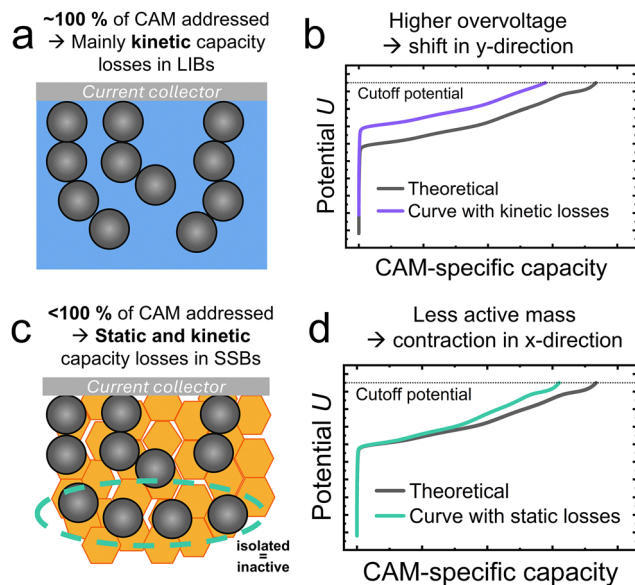 a
~100 % of CAM addressed
→ Mainly kinetic capacity
losses in LIBs
Current collector
b
Higher overvoltage
→ shift in y-direction
Cutoff potential
Theoretical
Curve with kinetic losses
Potential U
CAM-specific capacity
c
<100 % of CAM addressed
→ Static and kinetic
capacity losses in SSBs
Current collector
isolated
=
inactive
d
Less active mass
→ contraction in x-direction
Cutoff potential
Theoretical
Curve with static losses
Potential U
CAM-specific capacity